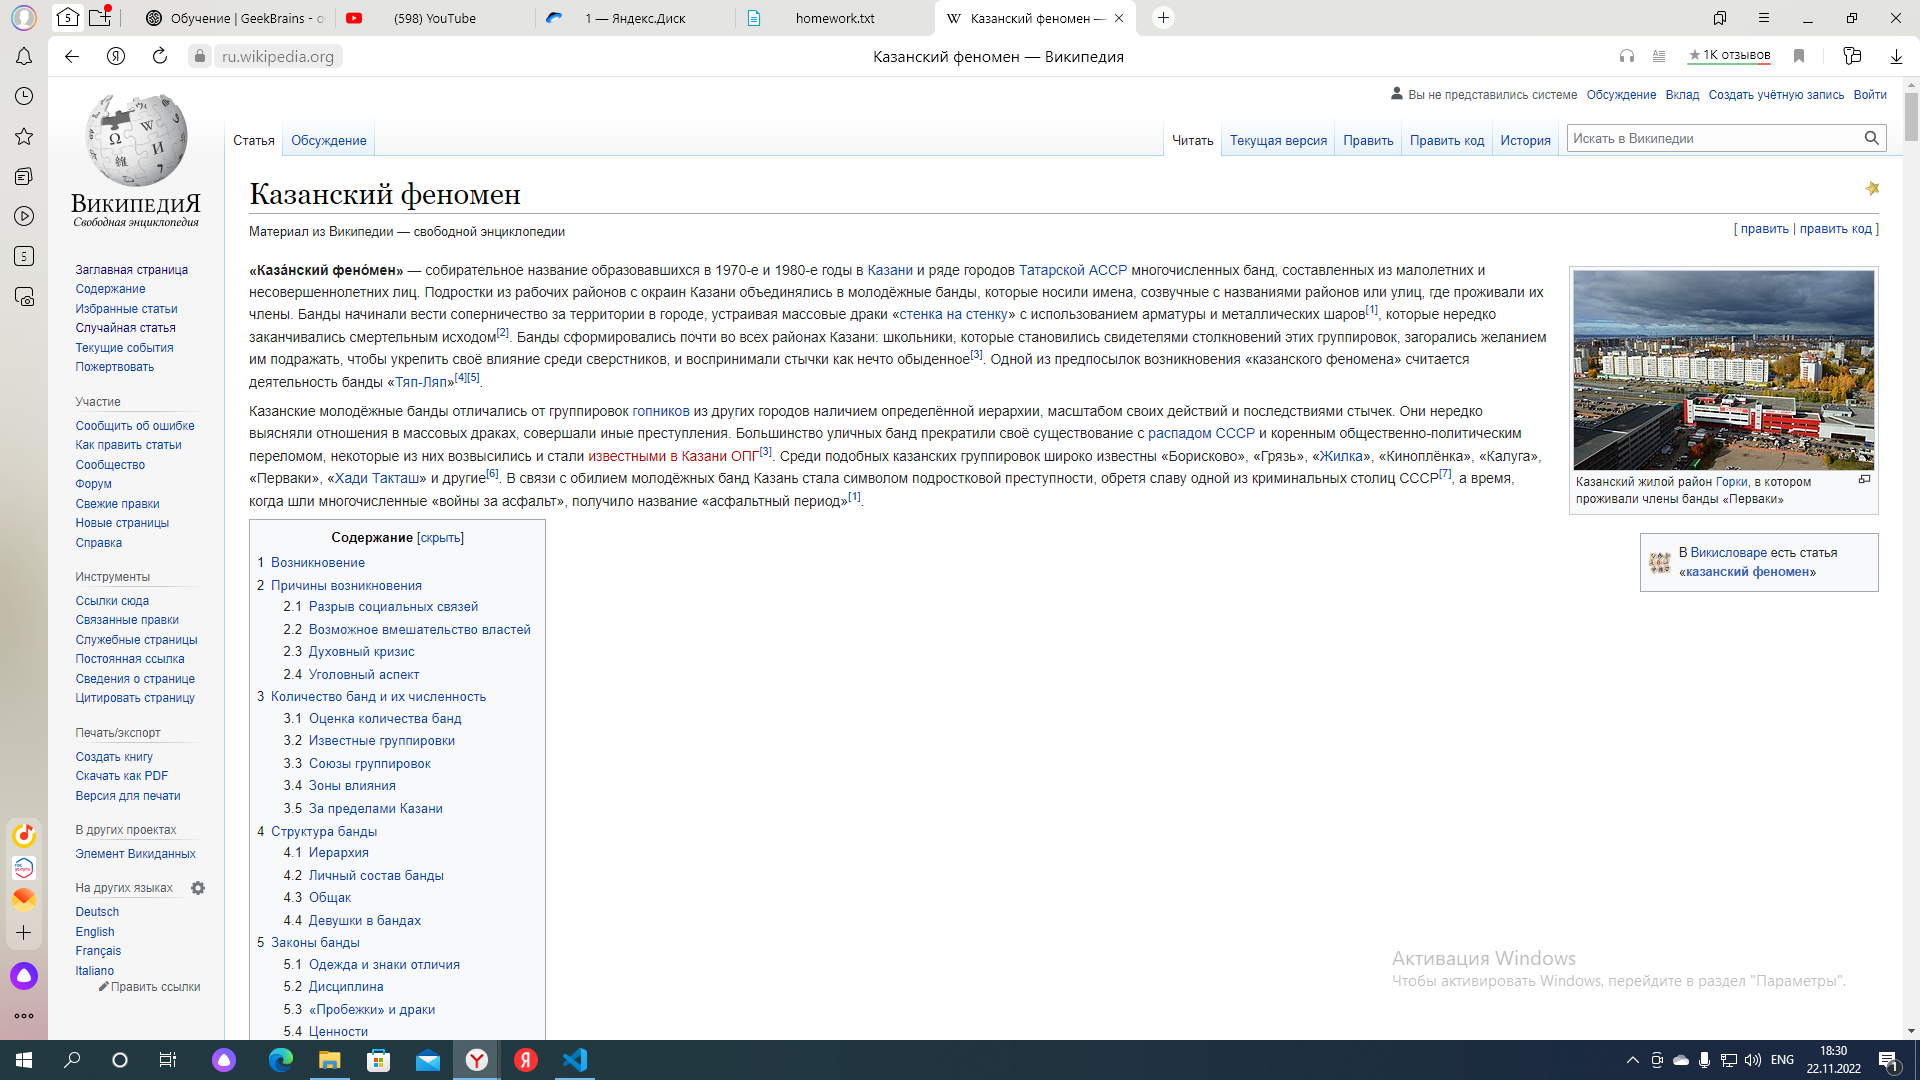 Обучение | GeekBrains - о
(598) YouTube
1 — Яндекс.Диск
homework.txt
Казанский феномен —
ru.wikipedia.org
Казанский феномен — Википедия
1К отзывов
5
5
Вы не представились системе Обсуждение Вклад Создать учётную запись Войти
Статья Обсуждение Читать Текущая версия Править Править код История Искать в Википедии
ВикипедиЯ
Свободная энциклопедия
Заглавная страница
Содержание
Избранные статьи
Случайная статья
Текущие события
Пожертвовать
Участие
Сообщить об ошибке
Как править статьи
Сообщество
Форум
Свежие правки
Новые страницы
Справка
Инструменты
Ссылки сюда
Связанные правки
Служебные страницы
Постоянная ссылка
Сведения о странице
Цитировать страницу
Печать/экспорт
Создать книгу
Скачать как PDF
Версия для печати
В других проектах
Элемент Викиданных
На других языках
Deutsch
English
Français
Italiano
Править ссылки
Казанский феномен
Материал из Википедии — свободной энциклопедии
[ править | править код ]
«Каза́нский фено́мен» — собирательное название образовавшихся в 1970-е и 1980-е годы в Казани и ряде городов Татарской АССР многочисленных банд, составленных из малолетних и
несовершеннолетних лиц. Подростки из рабочих районов с окраин Казани объединялись в молодёжные банды, которые носили имена, созвучные с названиями районов или улиц, где проживали их
члены. Банды начинали вести соперничество за территории в городе, устраивая массовые драки «стенка на стенку» с использованием арматуры и металлических шаров[1], которые нередко
заканчивались смертельным исходом[2]. Банды сформировались почти во всех районах Казани: школьники, которые становились свидетелями столкновений этих группировок, загорались желанием
им подражать, чтобы укрепить своё влияние среди сверстников, и воспринимали стычки как нечто обыденное[3]. Одной из предпосылок возникновения «казанского феномена» считается
деятельность банды «Тяп-Ляп»[4][5].
Казанские молодёжные банды отличались от группировок гопников из других городов наличием определённой иерархии, масштабом своих действий и последствиями стычек. Они нередко
выясняли отношения в массовых драках, совершали иные преступления. Большинство уличных банд прекратили своё существование с распадом СССР и коренным общественно-политическим
переломом, некоторые из них возвысились и стали известными в Казани ОПГ[3]. Среди подобных казанских группировок широко известны «Борисково», «Грязь», «Жилка», «Киноплёнка», «Калуга»,
«Перваки», «Хади Такташ» и другие[6]. В связи с обилием молодёжных банд Казань стала символом подростковой преступности, обретя славу одной из криминальных столиц СССР[7], а время,
когда шли многочисленные «войны за асфальт», получило название «асфальтный период»[1].
Казанский жилой район Горки, в котором
проживали члены банды «Перваки»
В Викисловаре есть статья
«казанский феномен»
Содержание [скрыть]
1 Возникновение
2 Причины возникновения
2.1 Разрыв социальных связей
2.2 Возможное вмешательство властей
2.3 Духовный кризис
2.4 Уголовный аспект
3 Количество банд и их численность
3.1 Оценка количества банд
3.2 Известные группировки
3.3 Союзы группировок
3.4 Зоны влияния
3.5 За пределами Казани
4 Структура банды
4.1 Иерархия
4.2 Личный состав банды
4.3 Общак
4.4 Девушки в бандах
5 Законы банды
5.1 Одежда и знаки отличия
5.2 Дисциплина
5.3 «Пробежки» и драки
5.4 Ценности
Активация Windows
Чтобы активировать Windows, перейдите в раздел "Параметры".
ENG
18:30
22.11.2022
1